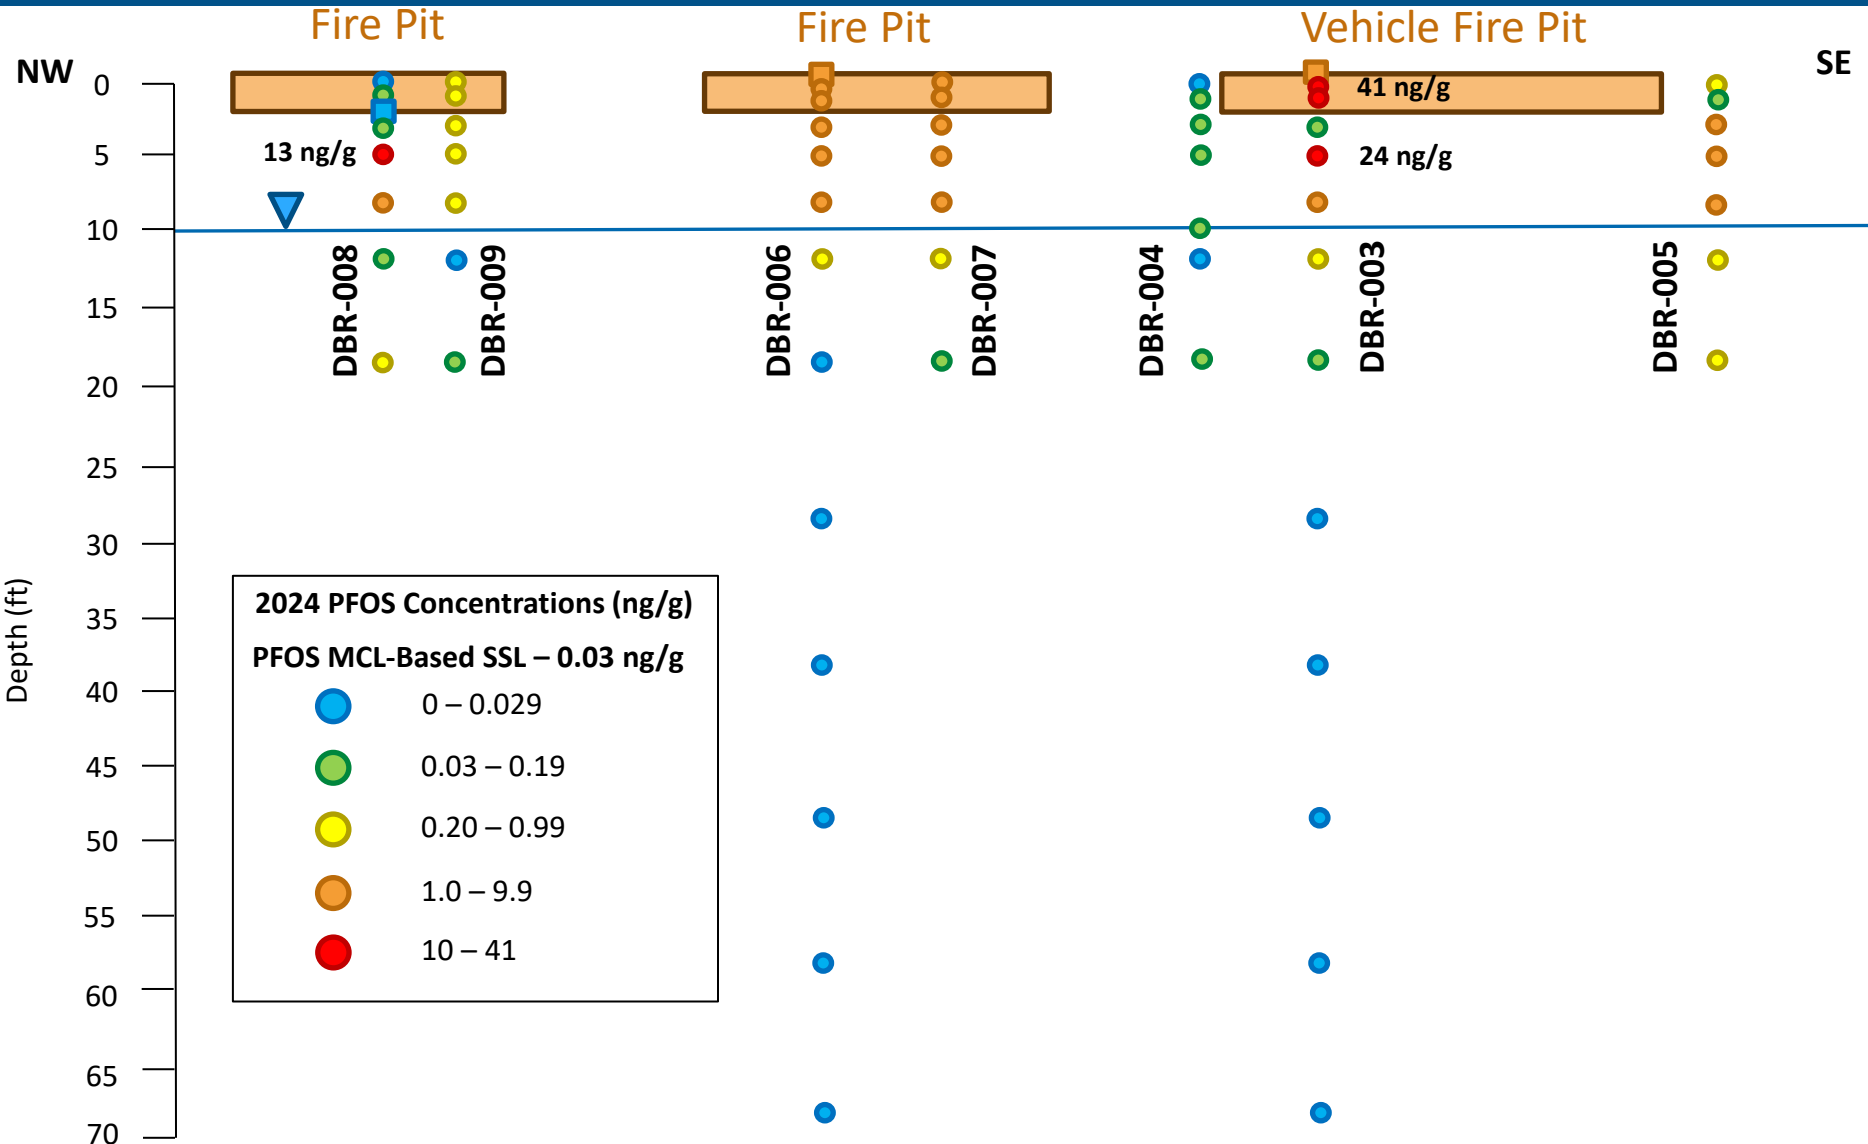 Fire Pit
Fire Pit
Vehicle Fire Pit
NW
SE
0
5
10
15
20
25
30
35
40
45
50
55
60
65
70
Depth (ft)
41 ng/g
13 ng/g
24 ng/g
DBR-008
DBR-009
DBR-006
DBR-007
DBR-004
DBR-003
DBR-005
2024 PFOS Concentrations (ng/g)
PFOS MCL-Based SSL – 0.03 ng/g
0 – 0.029
0.03 – 0.19
0.20 – 0.99
1.0 – 9.9
10 – 41